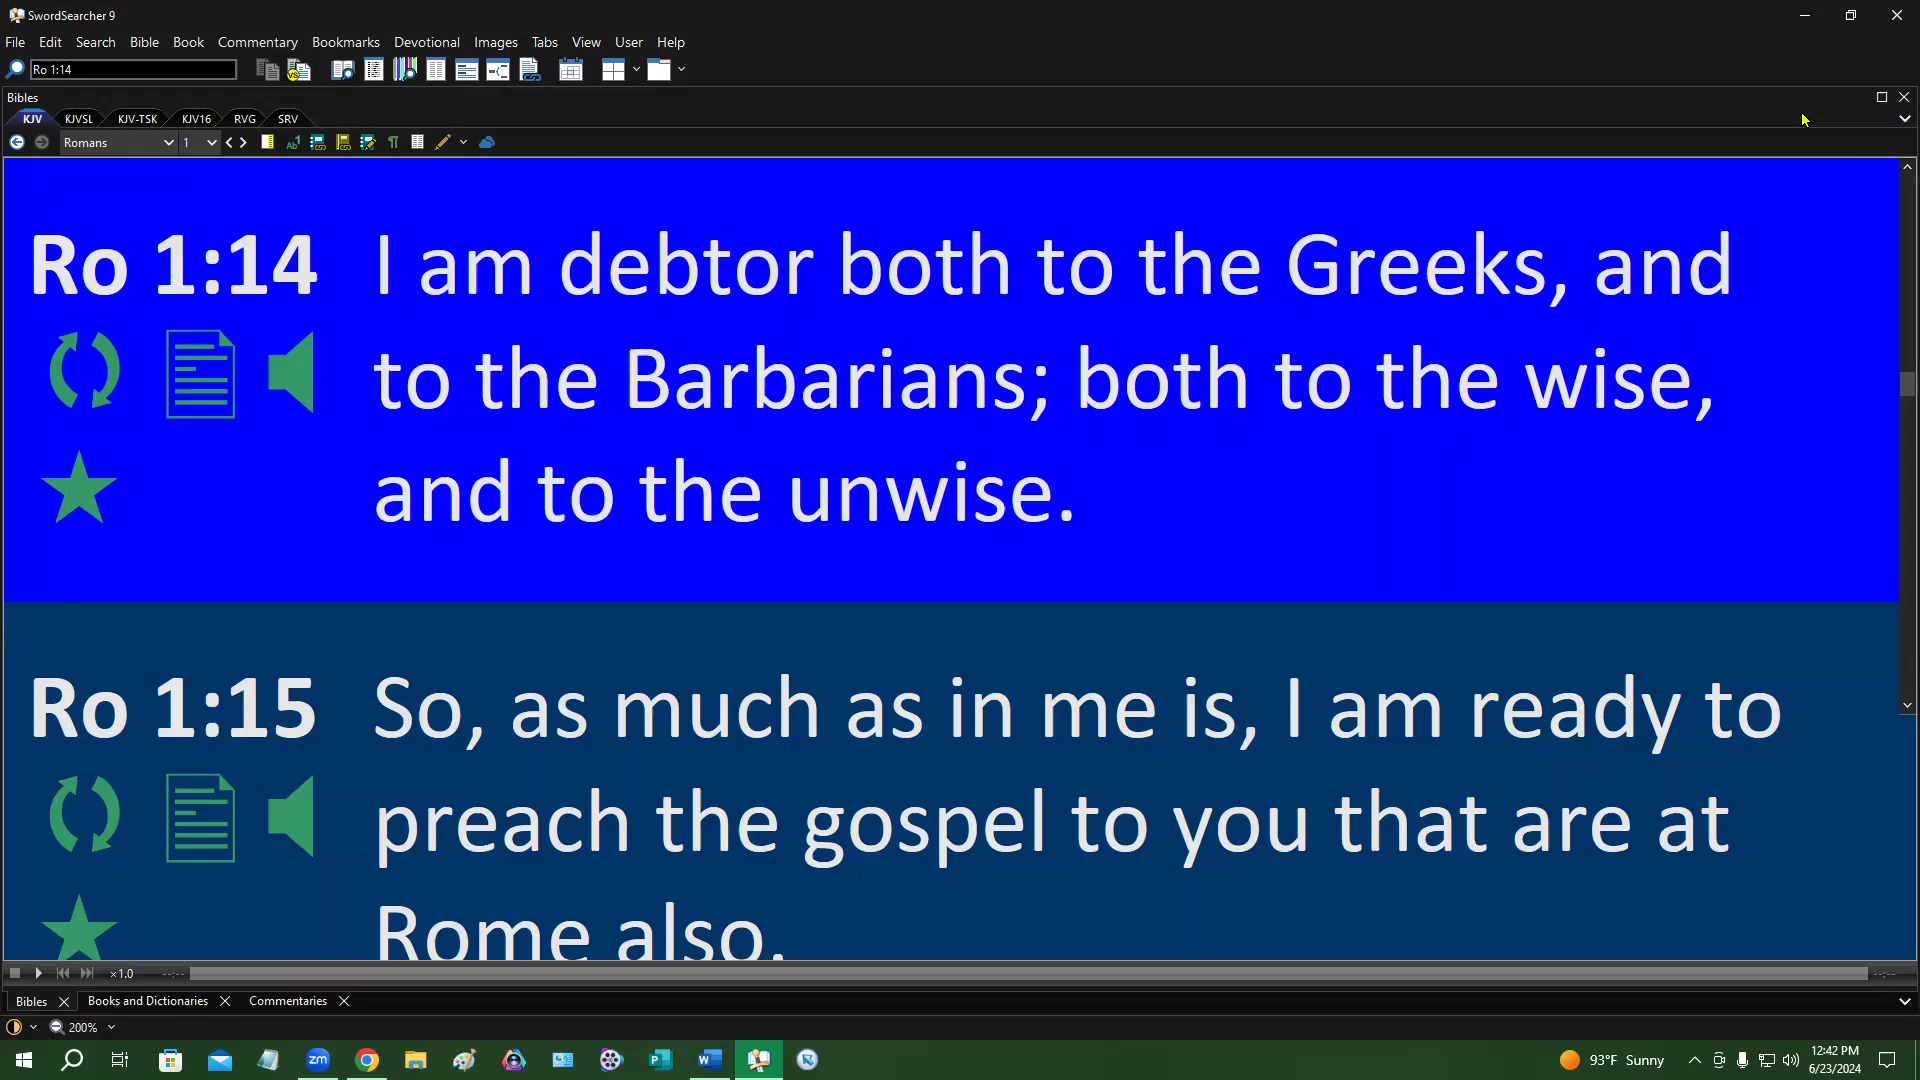 SwordSearcher 9
File Edit Search Bible Book Commentary Bookmarks Devotional Images Tabs View User Help
Ro 1:14
Bibles
KJV KJVSL KJV-TSK KJV16 RVG SRV
Romans 1
Ro 1:14 I am debtor both to the Greeks, and
to the Barbarians; both to the wise,
and to the unwise.
Ro 1:15 So, as much as in me is, I am ready to
preach the gospel to you that are at
Rome also.
×1.0 --:-- --:--
Bibles Books and Dictionaries Commentaries
200%
93°F Sunny 12:42 PM
6/23/2024